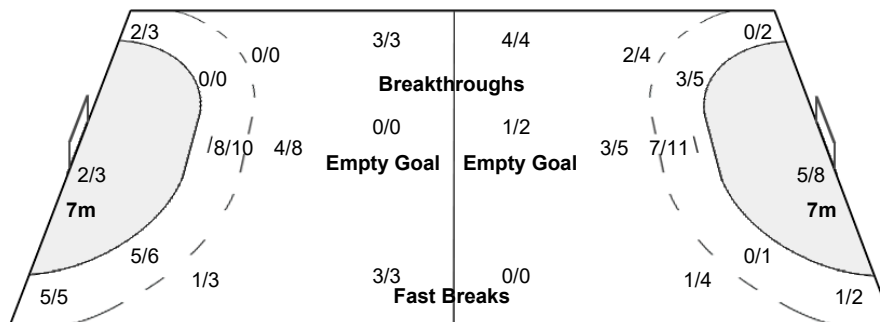 2/3 0/0 3/3 4/4 2/4 0/2
0/0 Breakthroughs 3/5
8/10 4/8 0/0 1/2 3/5 7/11
2/3 Empty Goal Empty Goal 5/8
7m 7m
5/6 0/1
5/5 1/3 3/3 0/0 1/4 1/2
Fast Breaks